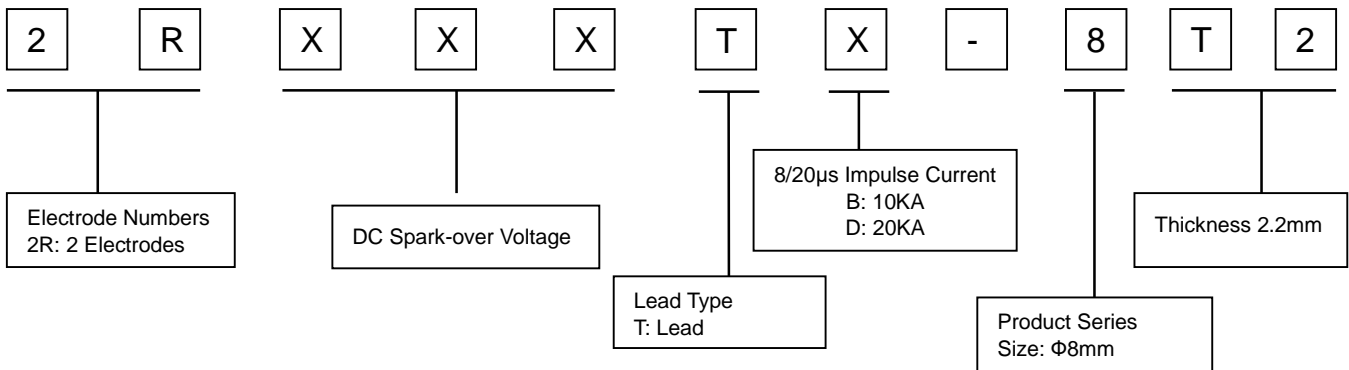 2 R X X X T X - 8 T 2
Electrode Numbers
2R: 2 Electrodes
DC Spark-over Voltage
Lead Type
T: Lead
8/20μs Impulse Current
B: 10KA
D: 20KA
Product Series
Size: Φ8mm
Thickness 2.2mm